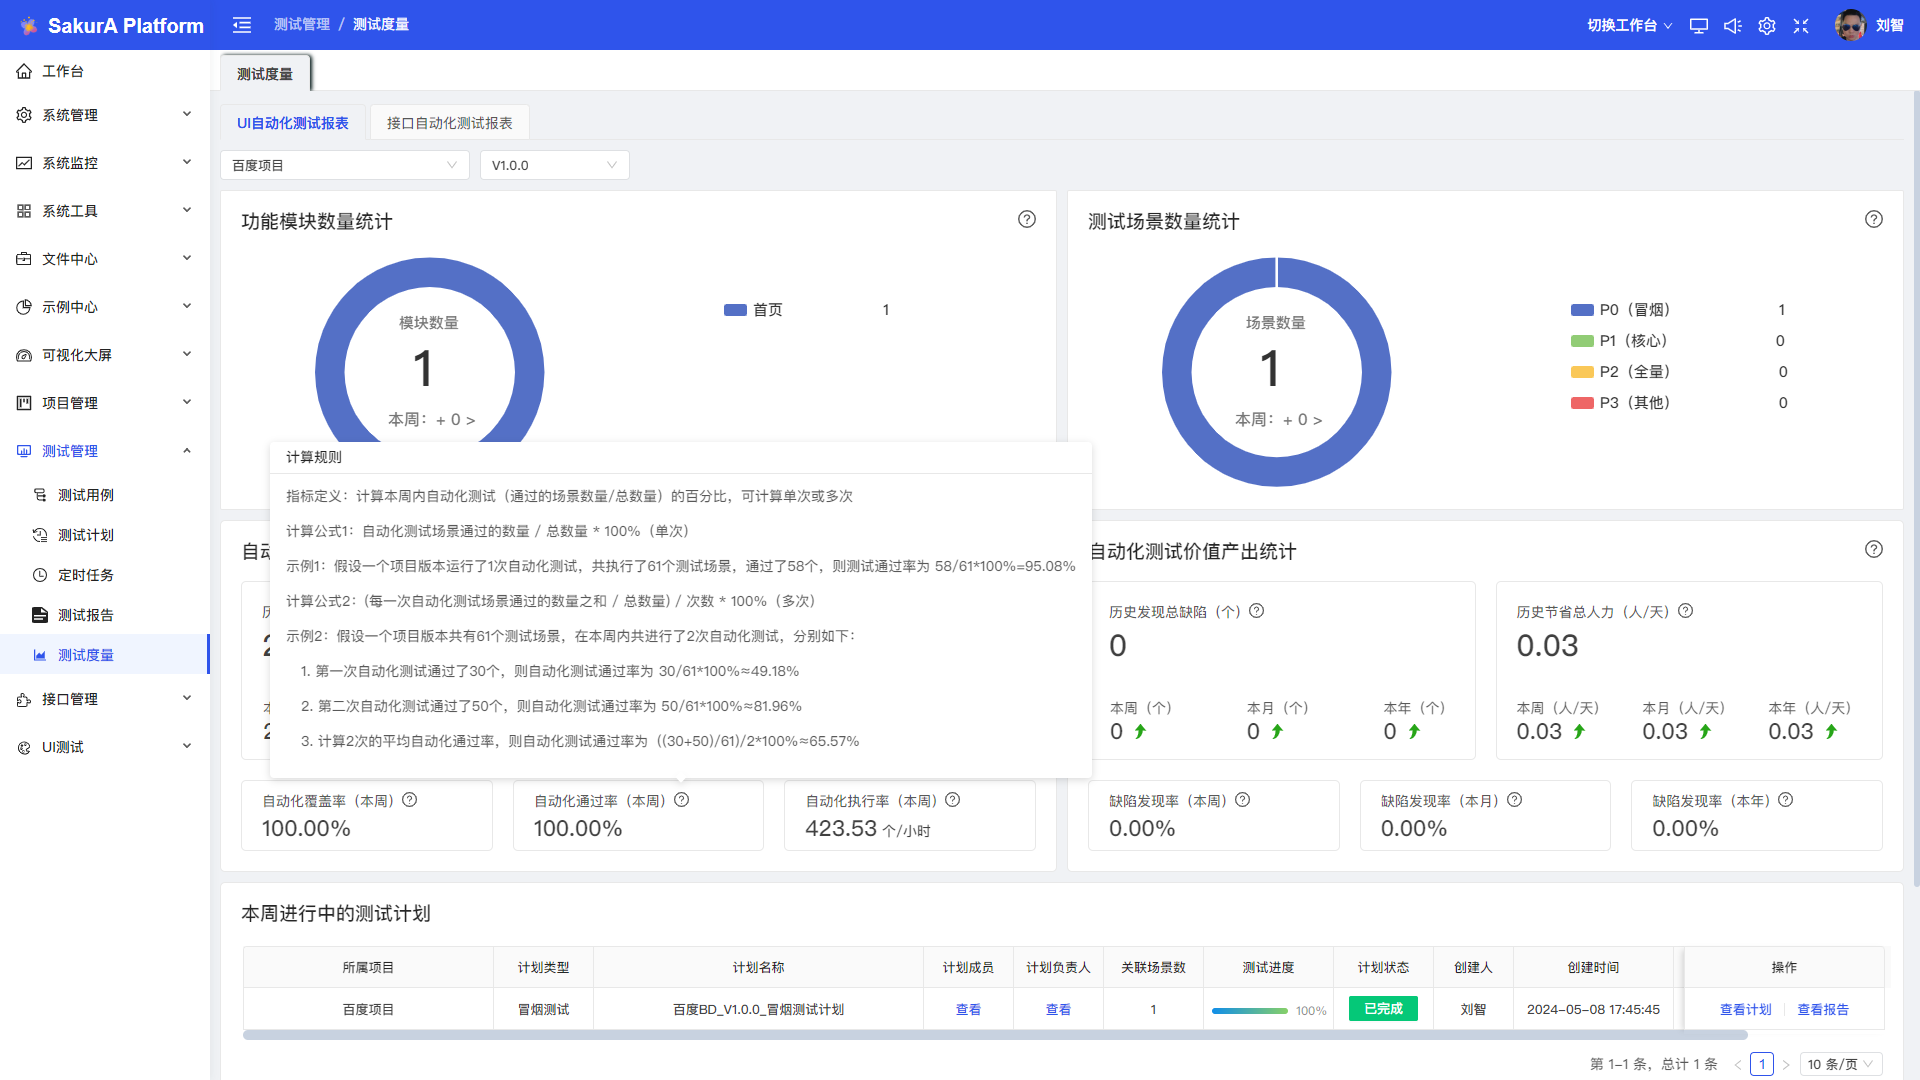 SakurA Platform
测试管理 / 测试度量
切换工作台
刘智
工作台
系统管理
系统监控
系统工具
文件中心
示例中心
可视化大屏
项目管理
测试管理
测试用例
测试计划
定时任务
测试报告
测试度量
接口管理
UI测试
测试度量
UI自动化测试报表
接口自动化测试报表
百度项目
V1.0.0
功能模块数量统计
模块数量
1
本周：+ 0 >
首页 1
测试场景数量统计
场景数量
1
本周：+ 0 >
P0（冒烟） 1
P1（核心） 0
P2（全量） 0
P3（其他） 0
计算规则
指标定义：计算本周内自动化测试（通过的场景数量/总数量）的百分比，可计算单次或多次
计算公式1：自动化测试场景通过的数量 / 总数量 * 100%（单次）
示例1：假设一个项目版本运行了1次自动化测试，共执行了61个测试场景，通过了58个，则测试通过率为 58/61*100%=95.08%
计算公式2：(每一次自动化测试场景通过的数量之和 / 总数量) / 次数 * 100%（多次）
示例2：假设一个项目版本共有61个测试场景，在本周内共进行了2次自动化测试，分别如下：
1. 第一次自动化测试通过了30个，则自动化测试通过率为 30/61*100%≈49.18%
2. 第二次自动化测试通过了50个，则自动化测试通过率为 50/61*100%≈81.96%
3. 计算2次的平均自动化通过率，则自动化测试通过率为 ((30+50)/61)/2*100%≈65.57%
自动化覆盖率（本周）
100.00%
自动化通过率（本周）
100.00%
自动化执行率（本周）
423.53 个/小时
自动化测试价值产出统计
历史发现总缺陷（个）
0
本周（个） 本月（个） 本年（个）
0 0 0
历史节省总人力（人/天）
0.03
本周（人/天） 本月（人/天） 本年（人/天）
0.03 0.03 0.03
缺陷发现率（本周）
0.00%
缺陷发现率（本月）
0.00%
缺陷发现率（本年）
0.00%
本周进行中的测试计划
所属项目 计划类型 计划名称 计划成员 计划负责人 关联场景数 测试进度 计划状态 创建人 创建时间 操作
百度项目 冒烟测试 百度BD_V1.0.0_冒烟测试计划 查看 查看 1 100% 已完成 刘智 2024-05-08 17:45:45 查看计划 查看报告
第 1-1 条，总计 1 条 < 1 > 10 条/页